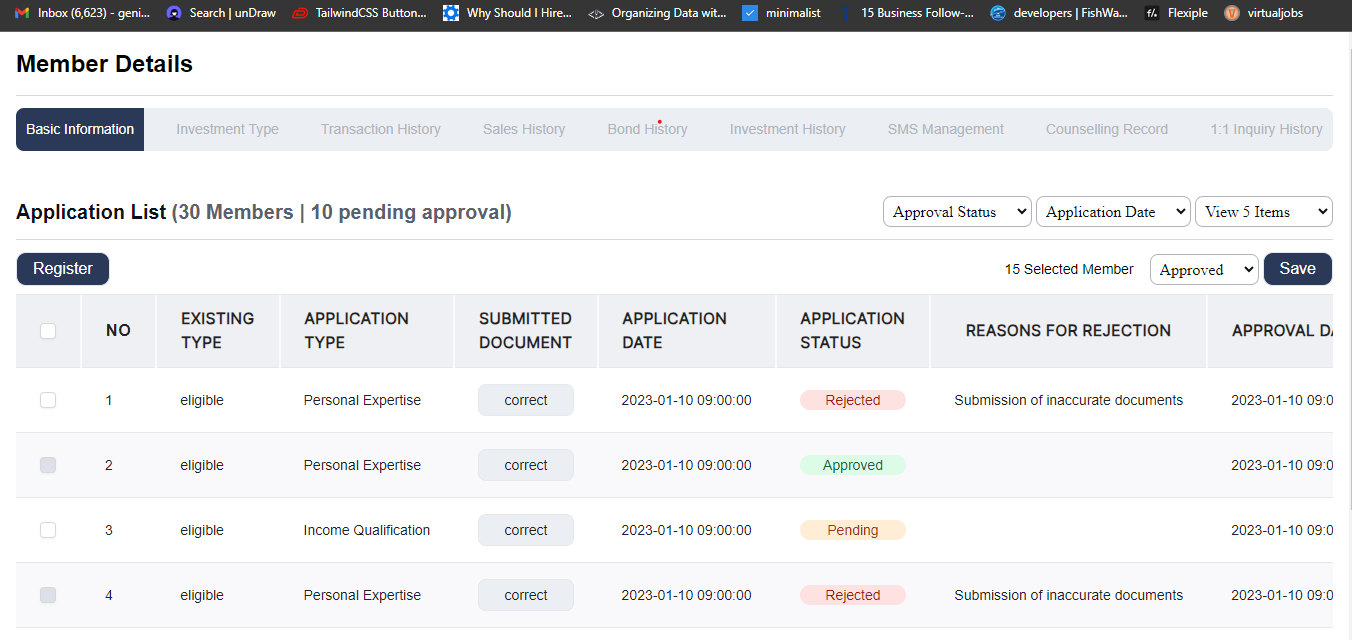 Inbox (6,623) - geni... Search | unDraw TailwindCSS Button... Why Should I Hire... Organizing Data wit... minimalist 15 Business Follow-... developers | FishWa... f/. Flexiple virtualjobs
Member Details
Basic Information Investment Type Transaction History Sales History Bond History Investment History SMS Management Counselling Record 1:1 Inquiry History
Application List (30 Members | 10 pending approval) Approval Status Application Date View 5 Items
Register 15 Selected Member Approved Save
NO EXISTING TYPE APPLICATION TYPE SUBMITTED DOCUMENT APPLICATION DATE APPLICATION STATUS REASONS FOR REJECTION APPROVAL DA
1 eligible Personal Expertise correct 2023-01-10 09:00:00 Rejected Submission of inaccurate documents 2023-01-10 09:0
2 eligible Personal Expertise correct 2023-01-10 09:00:00 Approved 2023-01-10 09:0
3 eligible Income Qualification correct 2023-01-10 09:00:00 Pending 2023-01-10 09:0
4 eligible Personal Expertise correct 2023-01-10 09:00:00 Rejected Submission of inaccurate documents 2023-01-10 09:0